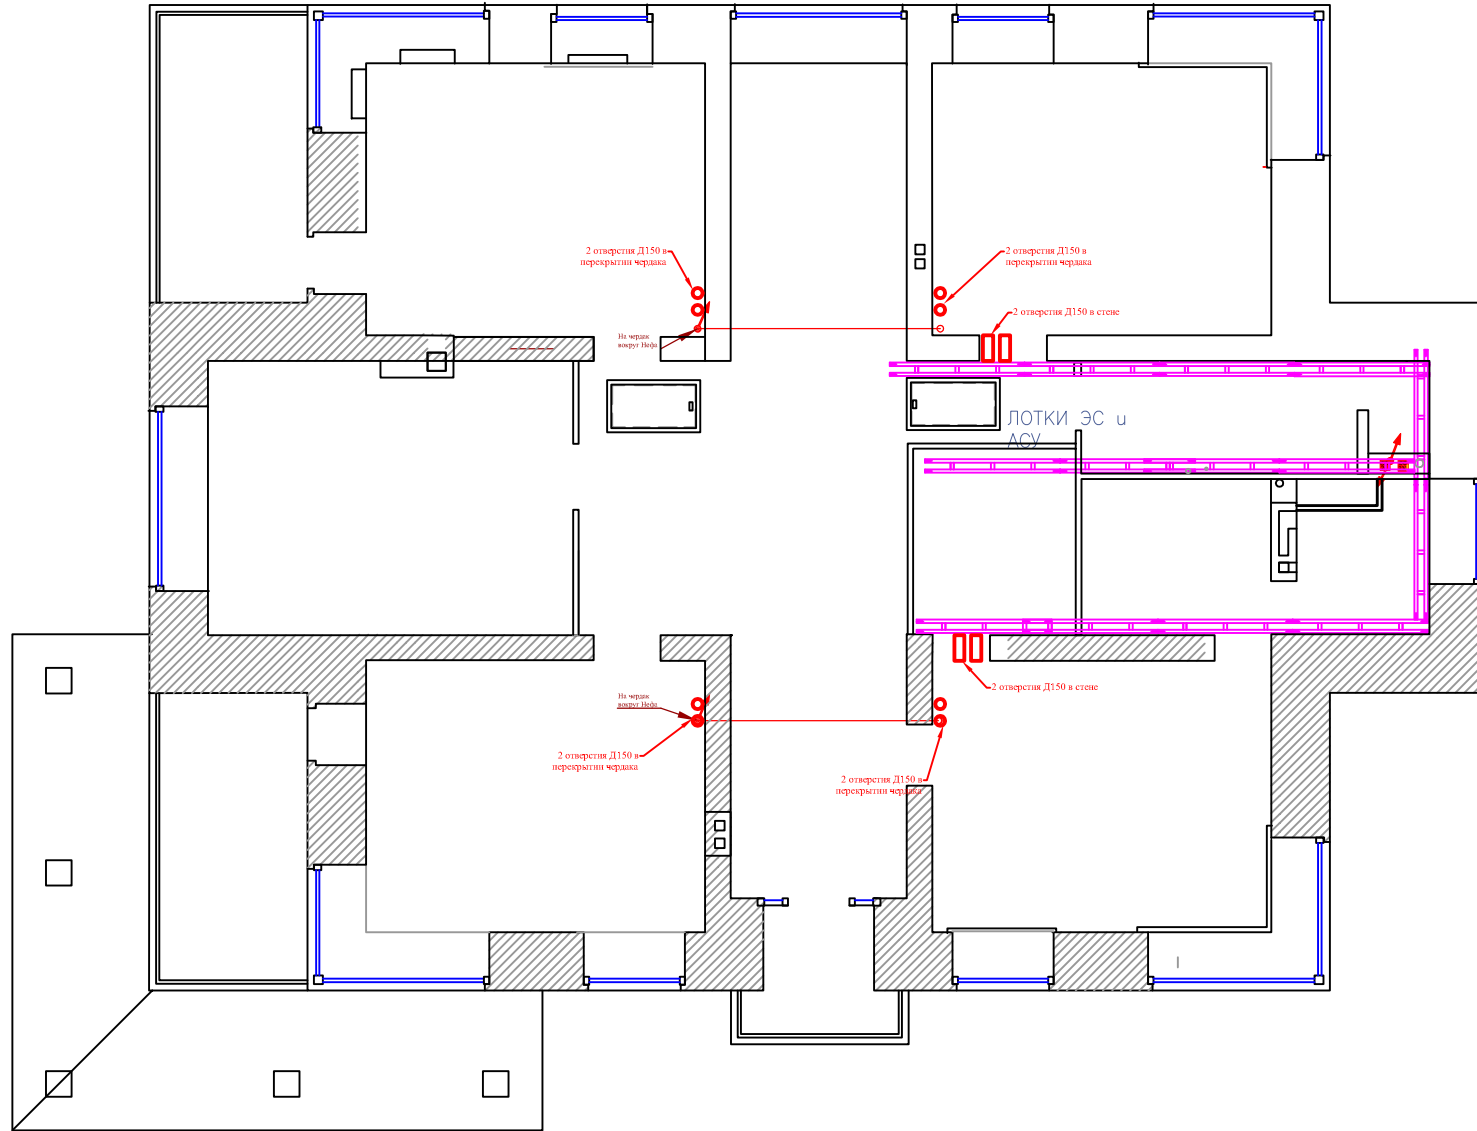 2 отверстия Д150 в
перекрытии чердака
2 отверстия Д150 в
перекрытии чердака
2 отверстия Д150 в стене
На чердак
вокруг Нефа
ЛОТКИ ЭС и
АСУ
2 отверстия Д150 в стене
На чердак
вокруг Нефа
2 отверстия Д150 в
перекрытии чердака
2 отверстия Д150 в
перекрытии чердака